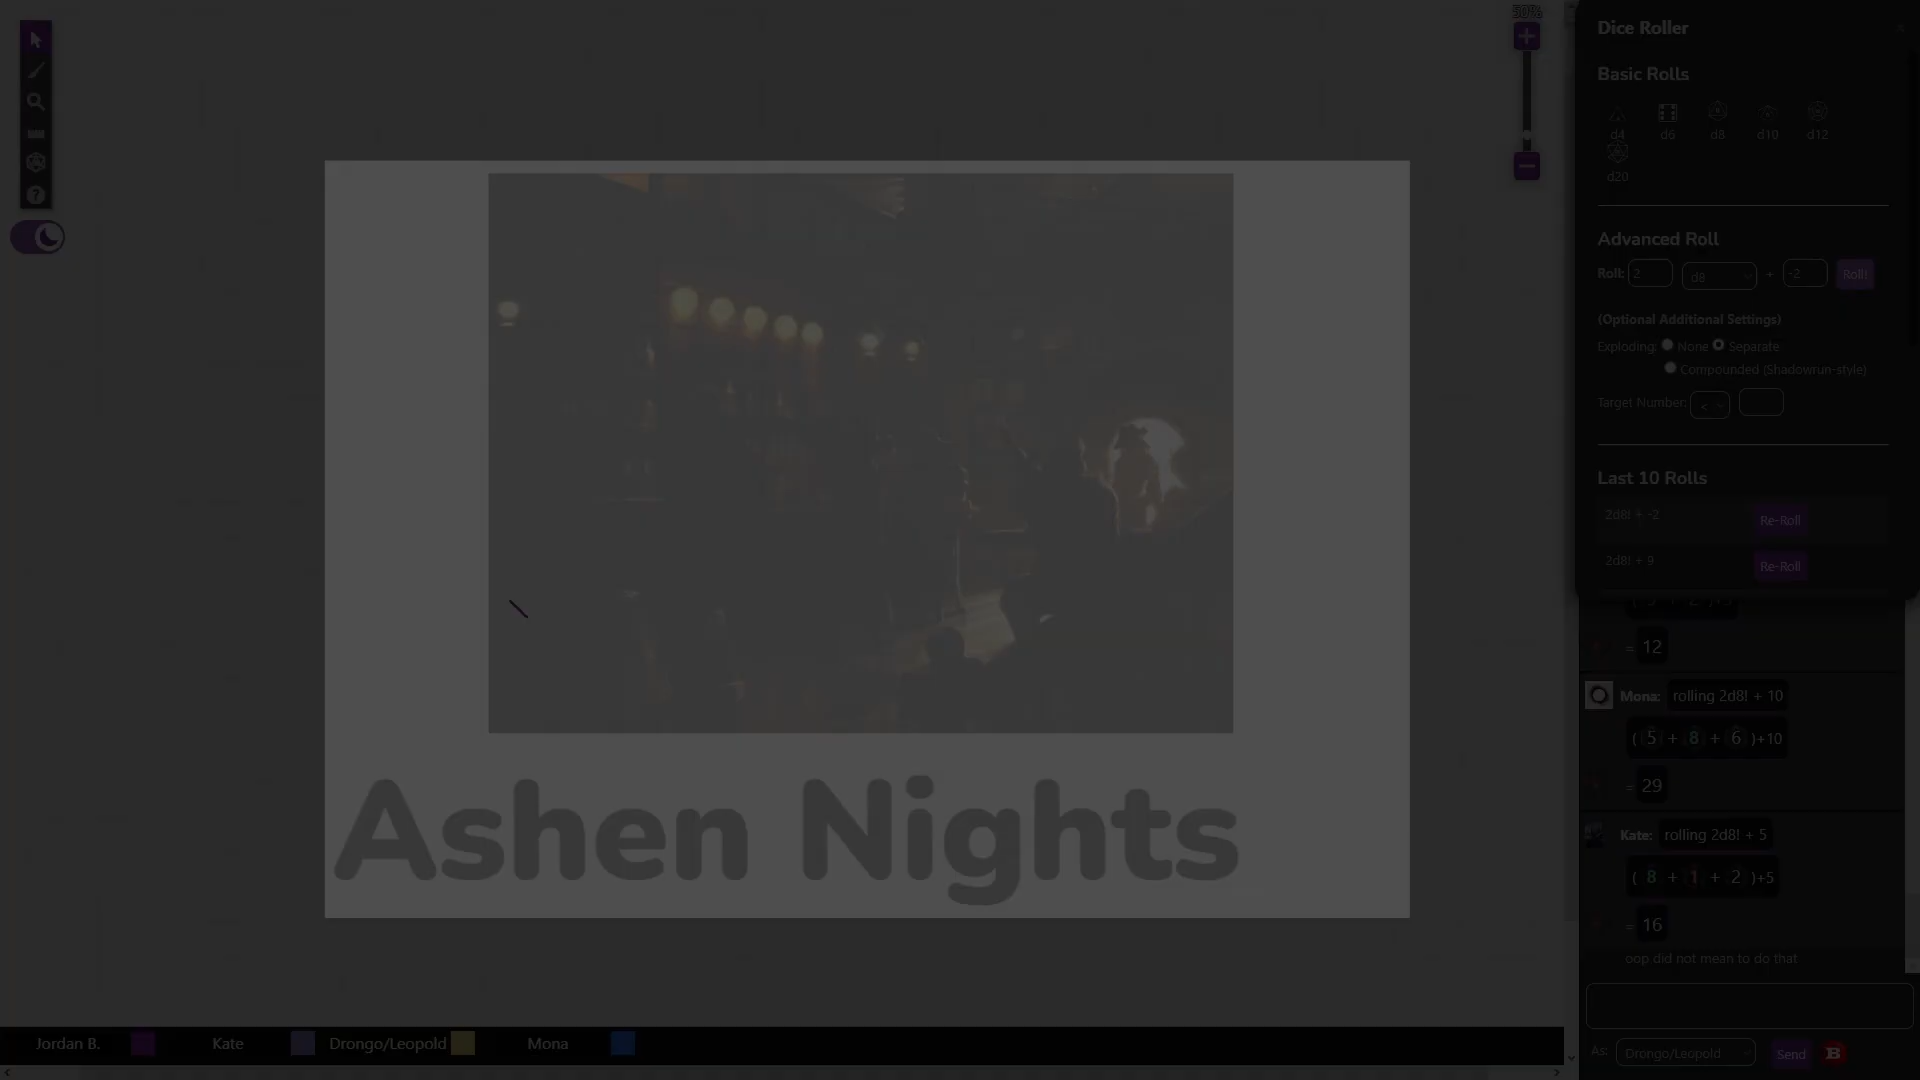 50%
Dice Roller
Basic Rolls
d4 d6 d8 d10 d12
d20
Advanced Roll
Roll: 2 d8 + -2 Roll!
(Optional Additional Settings)
Exploding: None Separate
Compounded (Shadowrun-style)
Target Number: <
Last 10 Rolls
2d8! + -2 Re-Roll
2d8! + 9 Re-Roll
= 12
Mona: rolling 2d8! + 10
(5 + 8 + 6)+10
= 29
Kate: rolling 2d8! + 5
(8 + 1 + 2)+5
= 16
oop did not mean to do that
Ashen Nights
Jordan B. Kate Drongo/Leopold Mona
As: Drongo/Leopold Send B